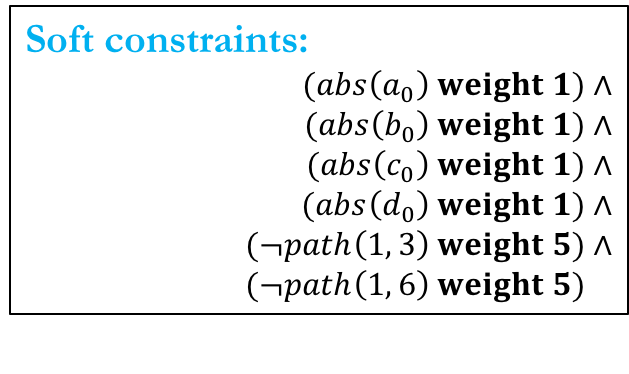 Soft constraints:
(abs(a₀) weight 1) ∧
(abs(b₀) weight 1) ∧
(abs(c₀) weight 1) ∧
(abs(d₀) weight 1) ∧
(¬path(1, 3) weight 5) ∧
(¬path(1, 6) weight 5)